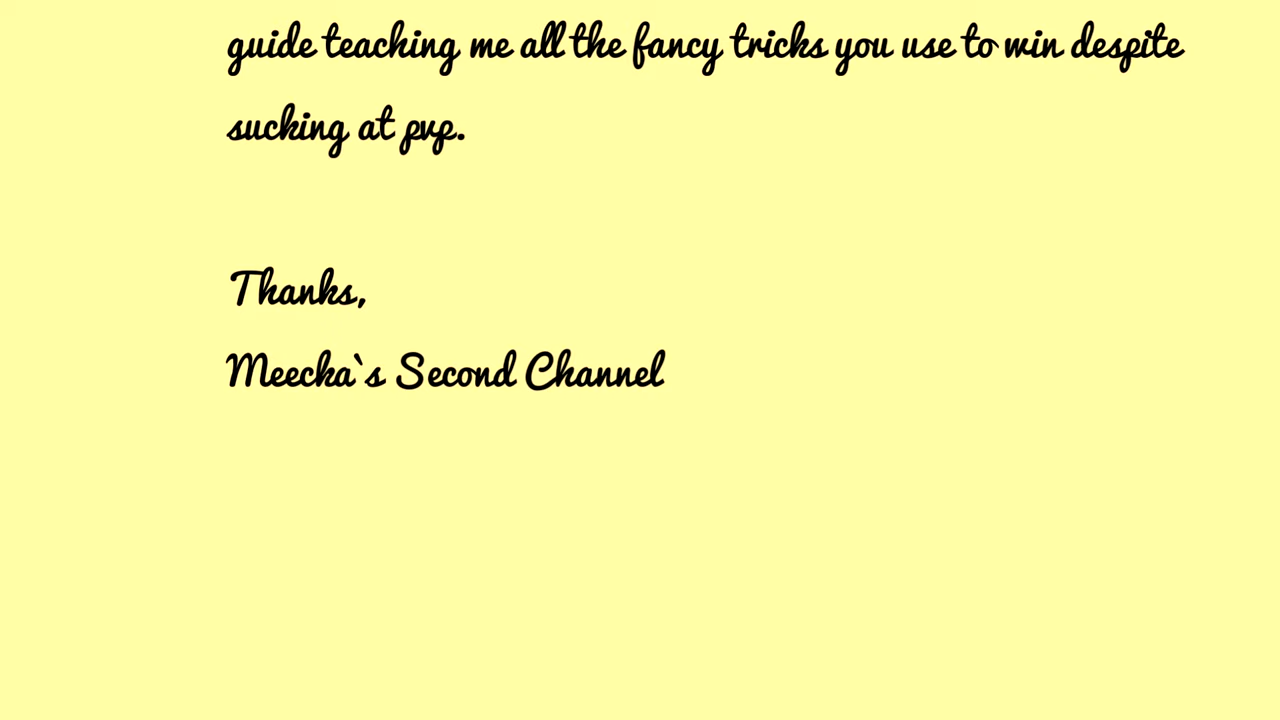 guide teaching me all the fancy tricks you use to win despite
sucking at pvp.
Thanks,
Meecka`s Second Channel